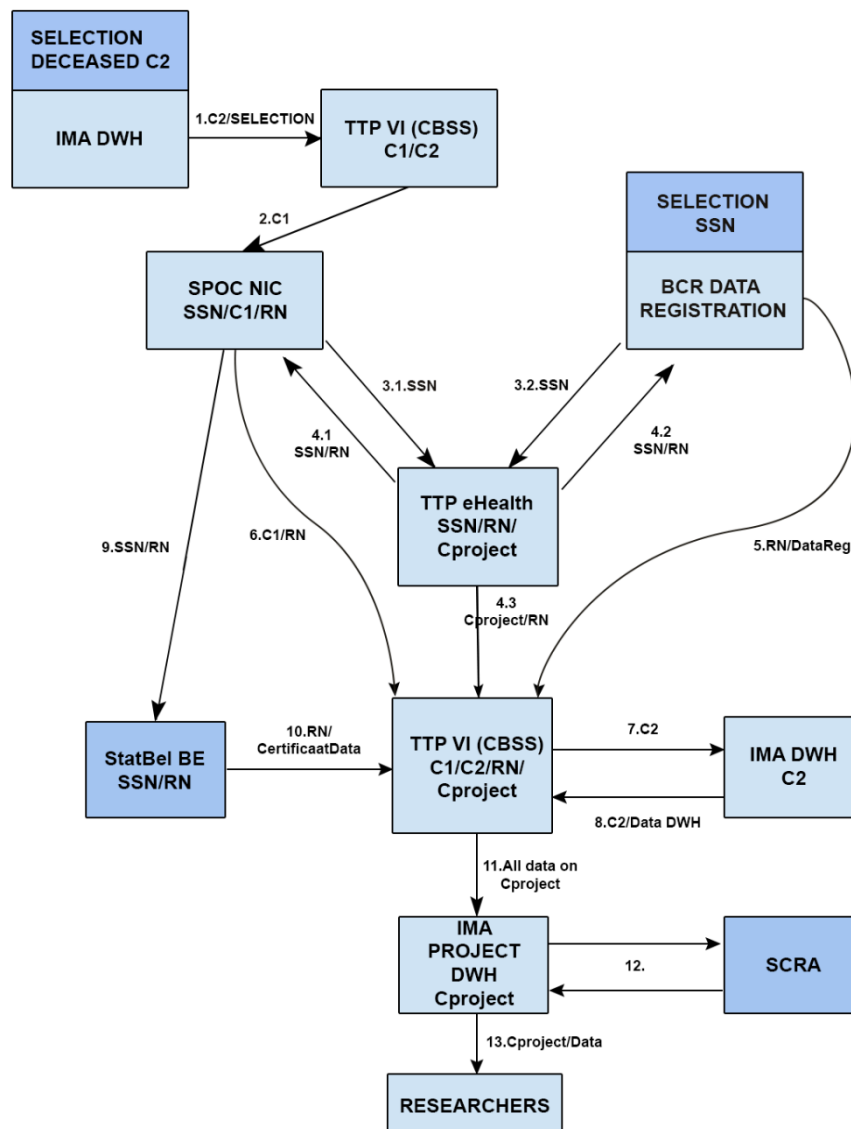 SELECTION
DECEASED C2
IMA DWH
1.C2/SELECTION
TTP VI (CBSS)
C1/C2
2.C1
SELECTION
SSN
BCR DATA
REGISTRATION
SPOC NIC
SSN/C1/RN
3.1.SSN
3.2.SSN
4.1
SSN/RN
4.2
SSN/RN
TTP eHealth
SSN/RN/
Cproject
9.SSN/RN
6.C1/RN
5.RN/DataReg
4.3
Cproject/RN
StatBel BE
SSN/RN
10.RN/
CertificaatData
TTP VI (CBSS)
C1/C2/RN/
Cproject
7.C2
IMA DWH
C2
8.C2/Data DWH
11.All data on
Cproject
IMA
PROJECT
DWH
Cproject
12.
SCRA
13.Cproject/Data
RESEARCHERS